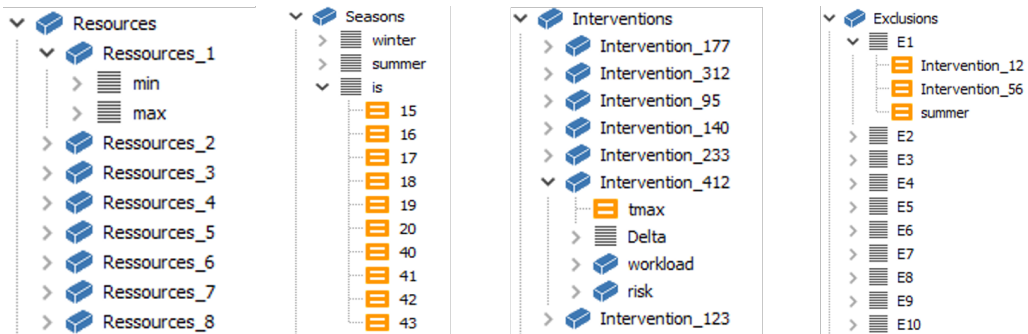 Resources
Ressources_1
min
max
Ressources_2
Ressources_3
Ressources_4
Ressources_5
Ressources_6
Ressources_7
Ressources_8
Seasons
winter
summer
is
15
16
17
18
19
20
40
41
42
43
Interventions
Intervention_177
Intervention_312
Intervention_95
Intervention_140
Intervention_233
Intervention_412
tmax
Delta
workload
risk
Intervention_123
Exclusions
E1
Intervention_12
Intervention_56
summer
E2
E3
E4
E5
E6
E7
E8
E9
E10